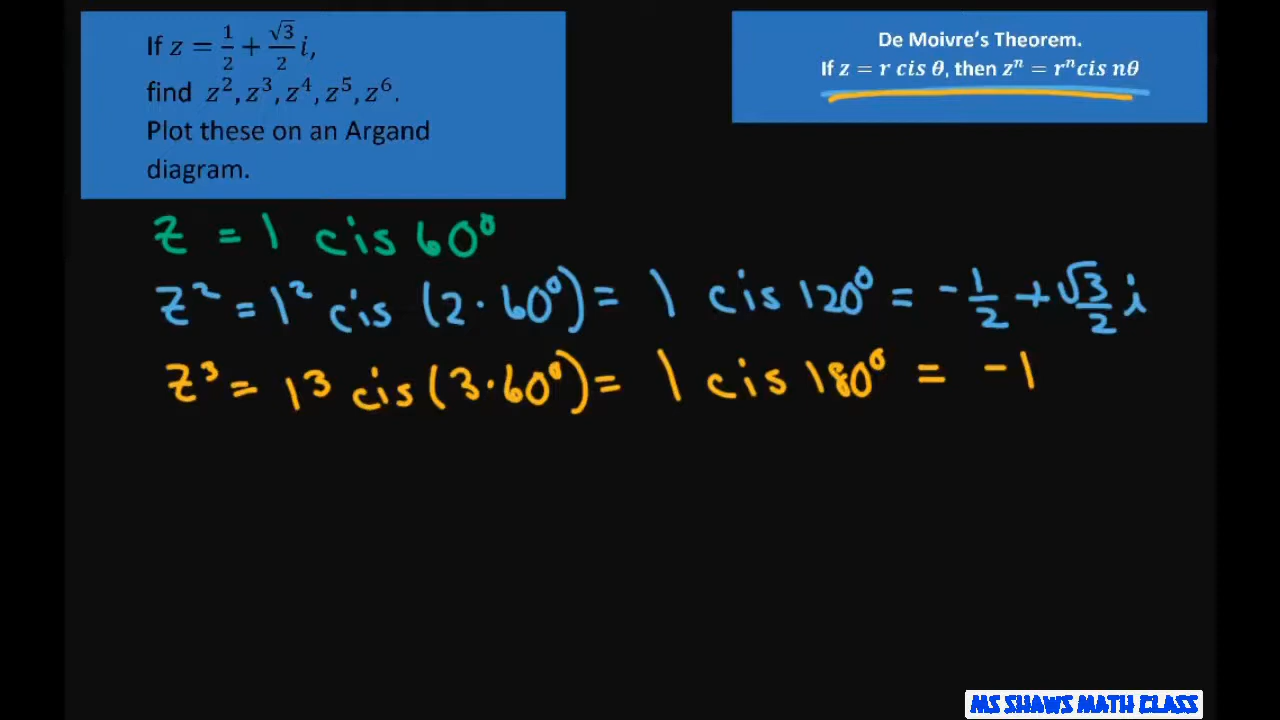 If z = 1/2 + √3/2 i,
find z², z³, z⁴, z⁵, z⁶.
Plot these on an Argand
diagram.
De Moivre's Theorem.
If z = r cis θ, then zⁿ = rⁿcis nθ
z = 1 cis 60°
z² = 1² cis (2·60°) = 1 cis 120° = -1/2 + √3/2 i
z³ = 1³ cis (3·60°) = 1 cis 180° = -1
MS SHAWS MATH CLASS